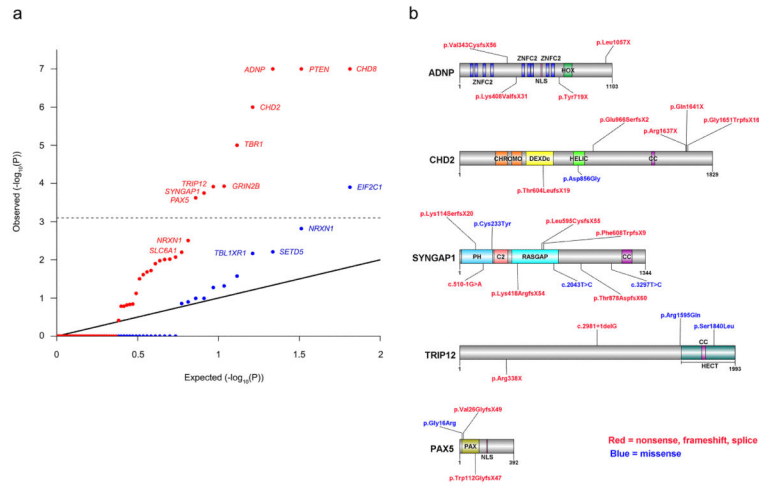 a
Observed (-log10(P))
7
6
5
4
3
2
1
0
0
0.5
1
1.5
2
Expected (-log10(P))
ADNP
PTEN
CHD8
CHD2
TBR1
TRIP12
SYNGAP1
PAX5
GRIN2B
EIF2C1
NRXN1
SLC6A1
NRXN1
TBL1XR1
SETD5
b
p.Val343CysfsX56
p.Leu1057X
ZNFC2 ZNFC2
ADNP
HOX
1
ZNFC2
NLS
1103
p.Lys408ValfsX31
p.Tyr719X
p.Gln1641X
p.Glu966SerfsX2
p.Gly1651TrpfsX16
p.Arg1637X
CHD2
CHROMO
DEXDc
HELIC
CC
1
1829
p.Asp856Gly
p.Thr604LeufsX19
p.Lys114SerfsX20
p.Cys233Tyr
p.Leu595CysfsX55
p.Phe608TrpfsX9
SYNGAP1
PH
C2
RASGAP
CC
1
1344
c.510-1G>A
c.2043T>C
c.3297T>C
p.Lys418ArgfsX54
p.Thr878AspfsX60
c.2981+1delG
p.Arg1595Gln
p.Ser1840Leu
CC
TRIP12
1
HECT
1993
p.Arg338X
p.Val26GlyfsX49
p.Gly16Arg
PAX5
PAX
1
NLS
392
p.Trp112GlyfsX47
Red = nonsense, frameshift, splice
Blue = missense